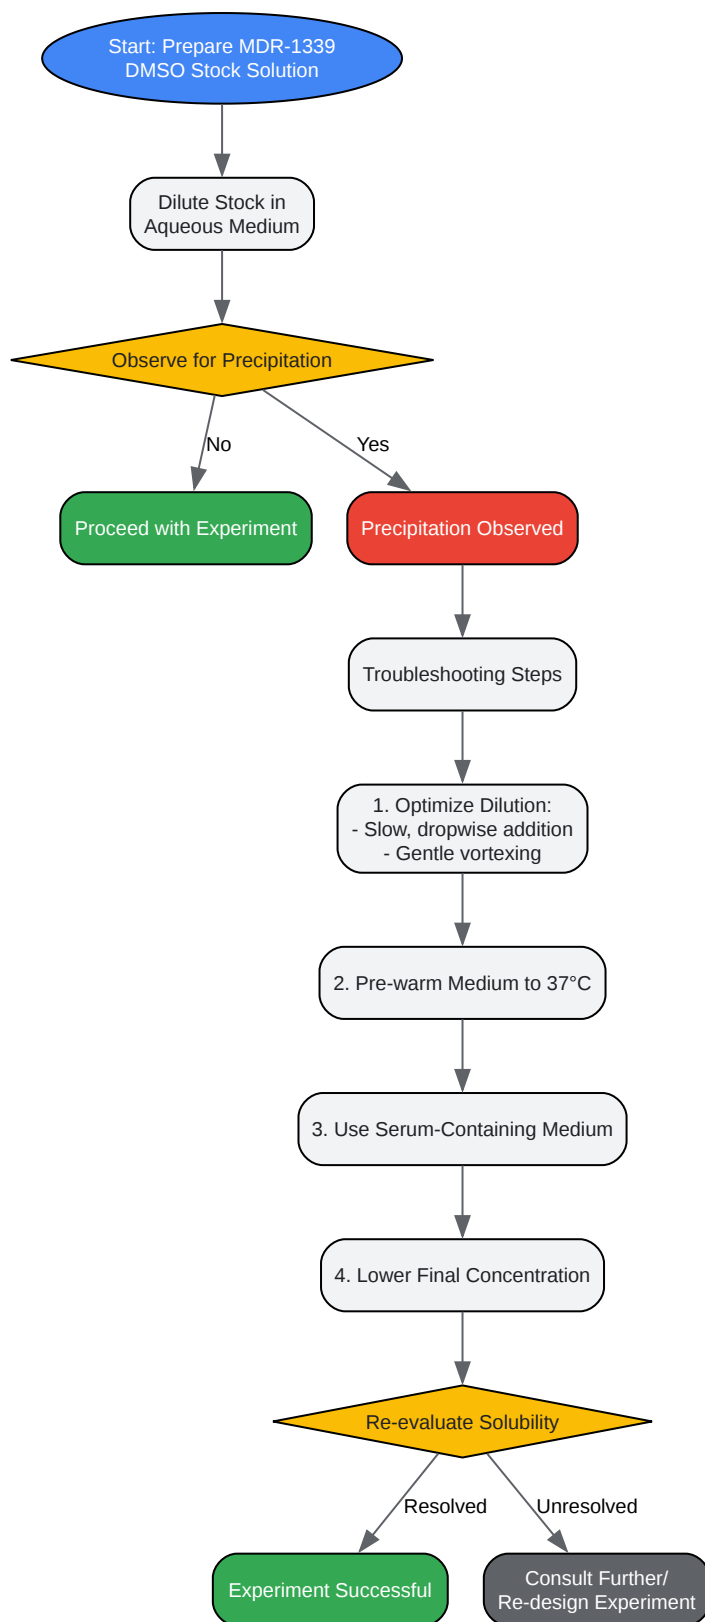 Start: Prepare MDR-1339
DMSO Stock Solution
Dilute Stock in
Aqueous Medium
Observe for Precipitation
No
Yes
Proceed with Experiment
Precipitation Observed
Troubleshooting Steps
1. Optimize Dilution:
- Slow, dropwise addition
- Gentle vortexing
2. Pre-warm Medium to 37°C
3. Use Serum-Containing Medium
4. Lower Final Concentration
Re-evaluate Solubility
Resolved
Unresolved
Experiment Successful
Consult Further/
Re-design Experiment